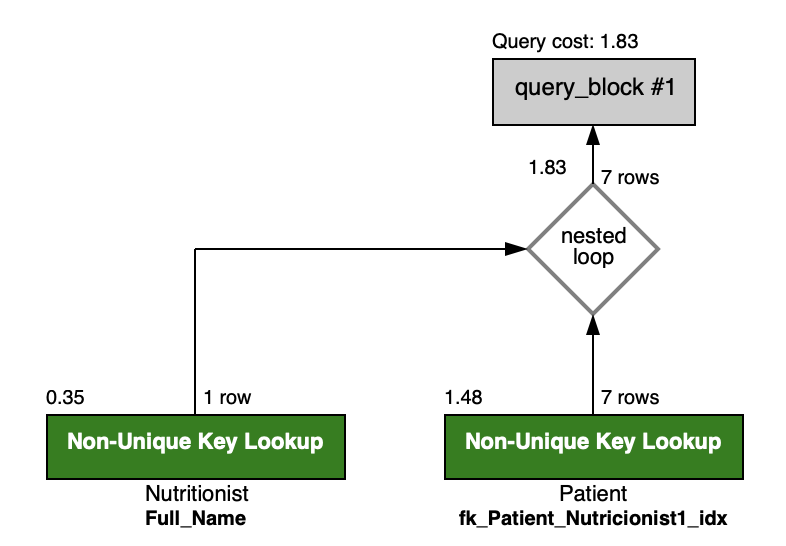 Query cost: 1.83
query_block #1
1.83
7 rows
nested
loop
0.35
1 row
1.48
7 rows
Non-Unique Key Lookup
Non-Unique Key Lookup
Nutritionist
Full_Name
Patient
fk_Patient_Nutricionist1_idx